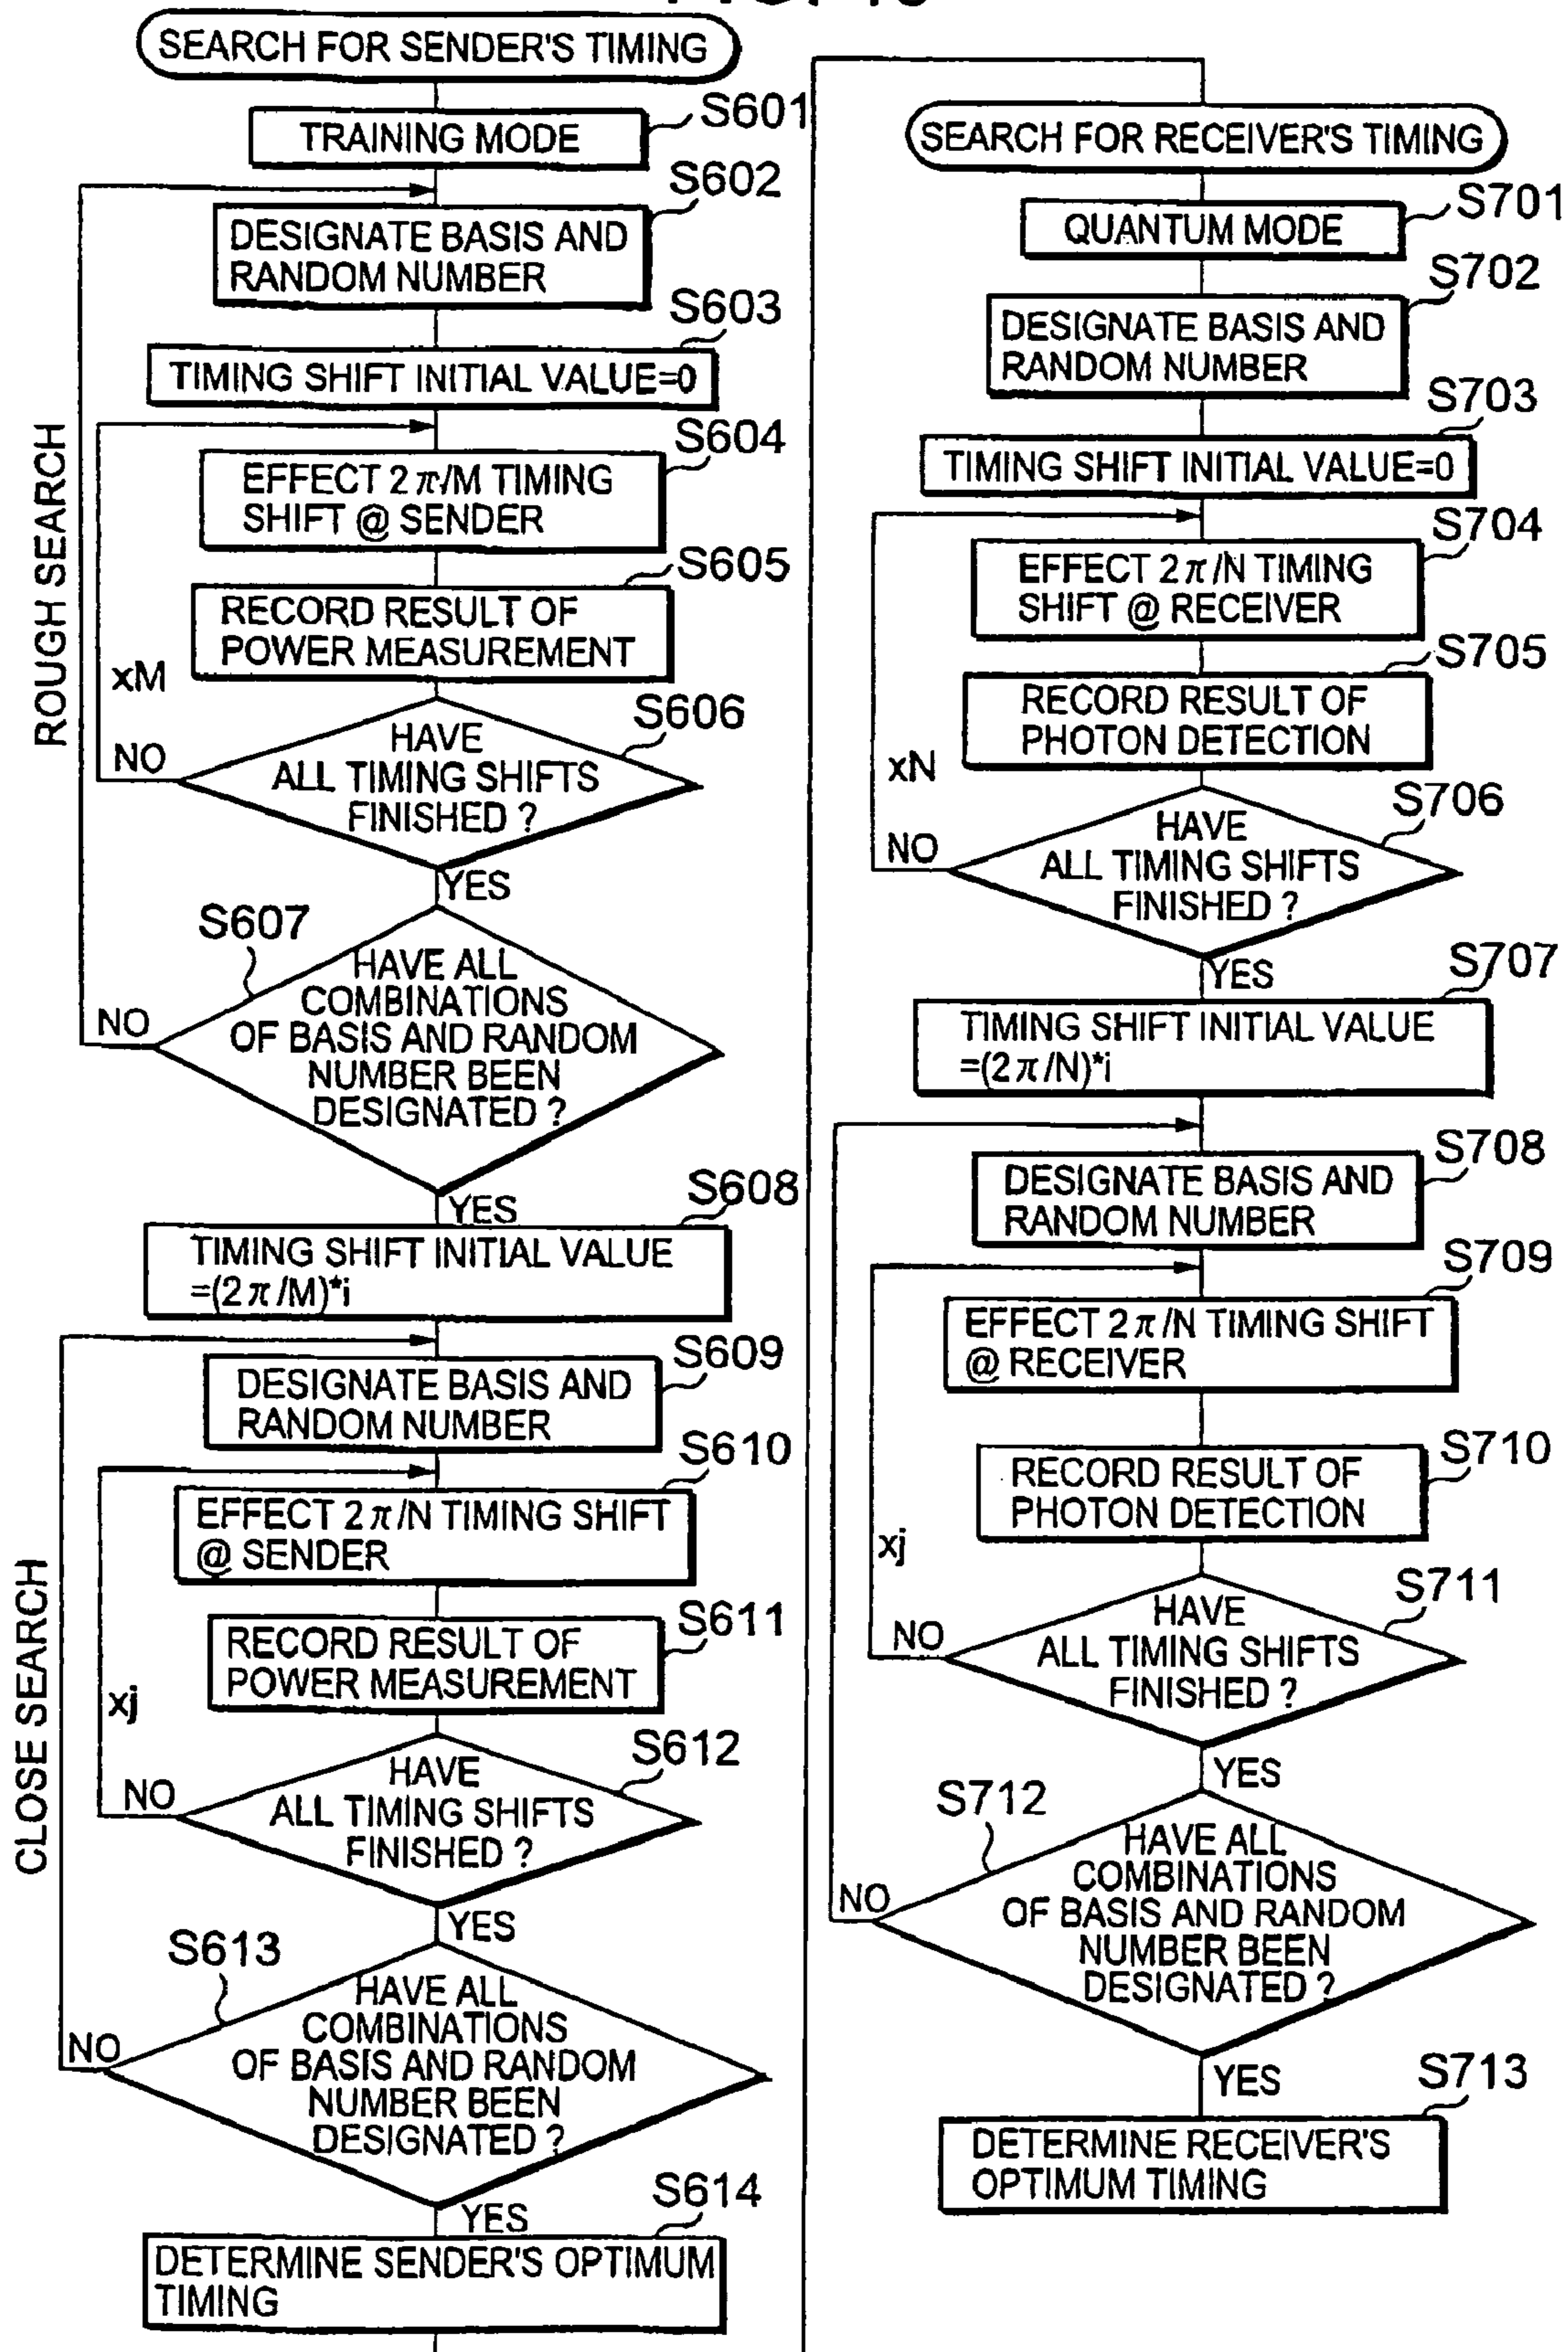 SEARCH FOR SENDER'S TIMING
S601
TRAINING MODE
S602
DESIGNATE BASIS AND
RANDOM NUMBER
S603
TIMING SHIFT INITIAL VALUE=0
S604
EFFECT 2π/M TIMING
SHIFT @ SENDER
S605
RECORD RESULT OF
POWER MEASUREMENT
xM
S606
HAVE
ALL TIMING SHIFTS
FINISHED ?
NO
YES
S607
HAVE ALL
COMBINATIONS
OF BASIS AND RANDOM
NUMBER BEEN
DESIGNATED ?
NO
YES
ROUGH SEARCH
S608
TIMING SHIFT INITIAL VALUE
=(2π/M)*i
S609
DESIGNATE BASIS AND
RANDOM NUMBER
S610
EFFECT 2π/N TIMING SHIFT
@ SENDER
S611
RECORD RESULT OF
POWER MEASUREMENT
xj
S612
HAVE
ALL TIMING SHIFTS
FINISHED ?
NO
YES
S613
HAVE ALL
COMBINATIONS
OF BASIS AND RANDOM
NUMBER BEEN
DESIGNATED ?
NO
YES
CLOSE SEARCH
S614
DETERMINE SENDER'S OPTIMUM
TIMING
SEARCH FOR RECEIVER'S TIMING
S701
QUANTUM MODE
S702
DESIGNATE BASIS AND
RANDOM NUMBER
S703
TIMING SHIFT INITIAL VALUE=0
S704
EFFECT 2π/N TIMING
SHIFT @ RECEIVER
S705
RECORD RESULT OF
PHOTON DETECTION
xN
S706
HAVE
ALL TIMING SHIFTS
FINISHED ?
NO
YES
S707
TIMING SHIFT INITIAL VALUE
=(2π/N)*i
S708
DESIGNATE BASIS AND
RANDOM NUMBER
S709
EFFECT 2π/N TIMING SHIFT
@ RECEIVER
S710
RECORD RESULT OF
PHOTON DETECTION
xj
S711
HAVE
ALL TIMING SHIFTS
FINISHED ?
NO
YES
S712
HAVE ALL
COMBINATIONS
OF BASIS AND RANDOM
NUMBER BEEN
DESIGNATED ?
NO
YES
S713
DETERMINE RECEIVER'S
OPTIMUM TIMING